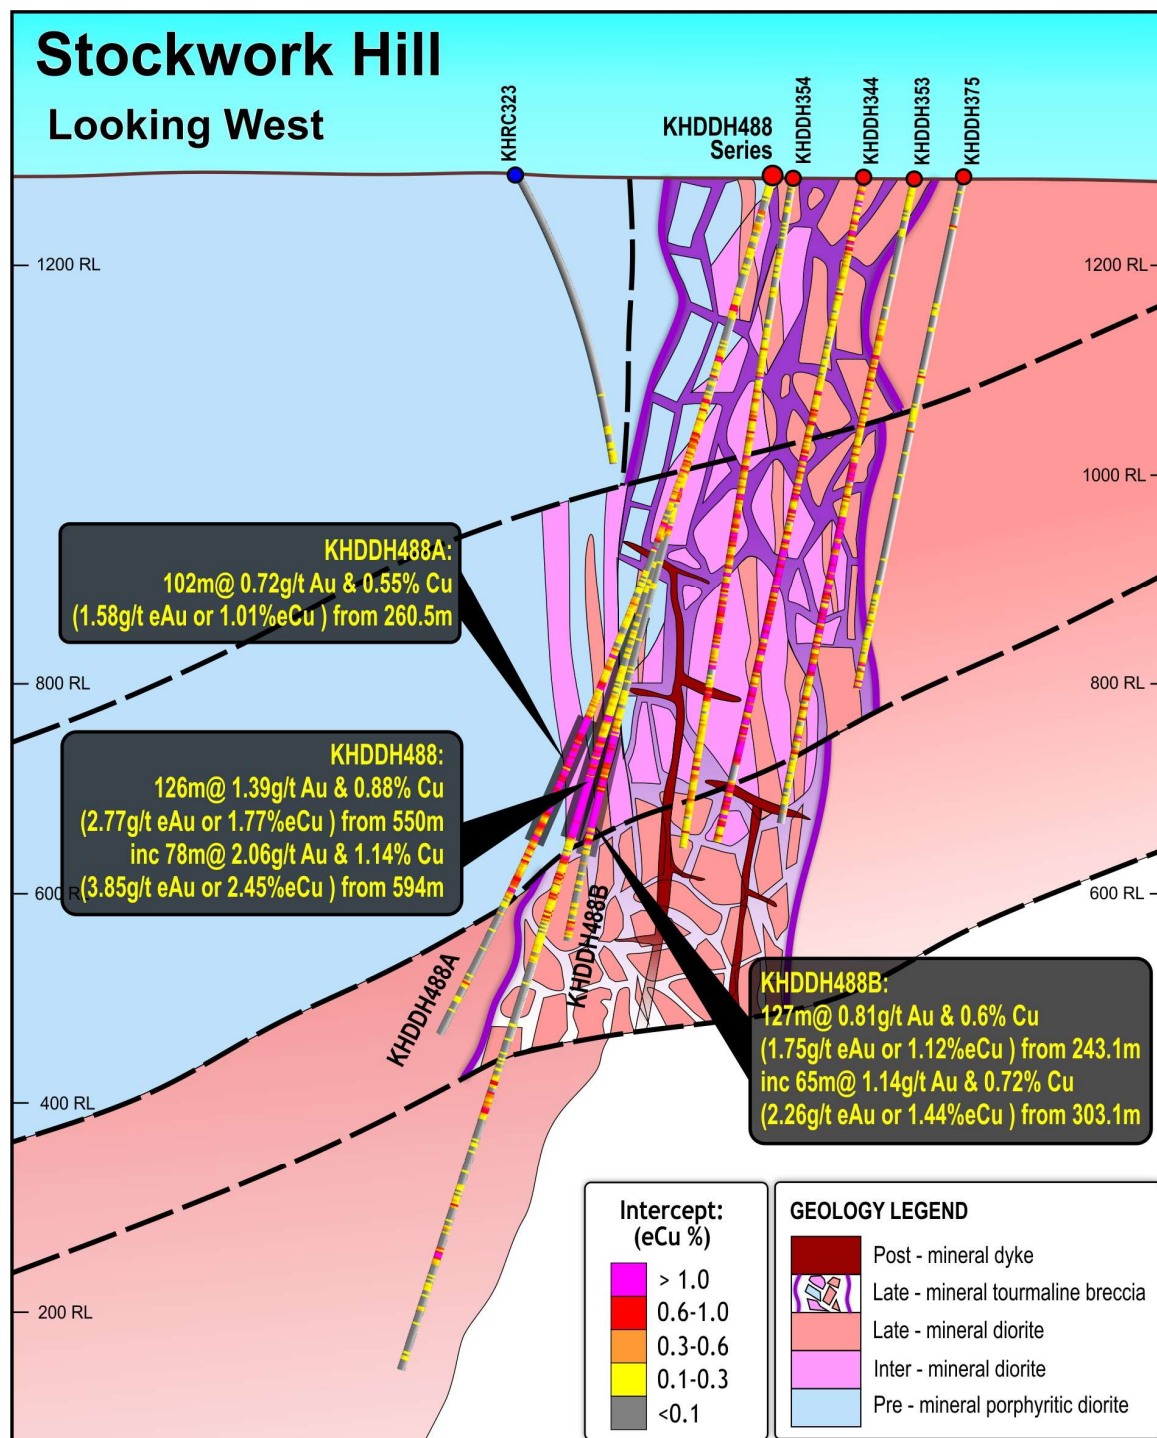 Stockwork Hill
Looking West
KHRC323
KHDDH488
Series
KHDDH354
KHDDH344
KHDDH353
KHDDH375
1200 RL
1200 RL
1000 RL
KHDDH488A:
102m@ 0.72g/t Au & 0.55% Cu
(1.58g/t eAu or 1.01%eCu ) from 260.5m
800 RL
800 RL
KHDDH488:
126m@ 1.39g/t Au & 0.88% Cu
(2.77g/t eAu or 1.77%eCu ) from 550m
inc 78m@ 2.06g/t Au & 1.14% Cu
(3.85g/t eAu or 2.45%eCu ) from 594m
600 RL
600 RL
KHDDH488A
KHDDH488B
KHDDH488B:
127m@ 0.81g/t Au & 0.6% Cu
(1.75g/t eAu or 1.12%eCu ) from 243.1m
inc 65m@ 1.14g/t Au & 0.72% Cu
(2.26g/t eAu or 1.44%eCu ) from 303.1m
400 RL
200 RL
Intercept:
(eCu %)
> 1.0
0.6-1.0
0.3-0.6
0.1-0.3
<0.1
GEOLOGY LEGEND
Post - mineral dyke
Late - mineral tourmaline breccia
Late - mineral diorite
Inter - mineral diorite
Pre - mineral porphyritic diorite